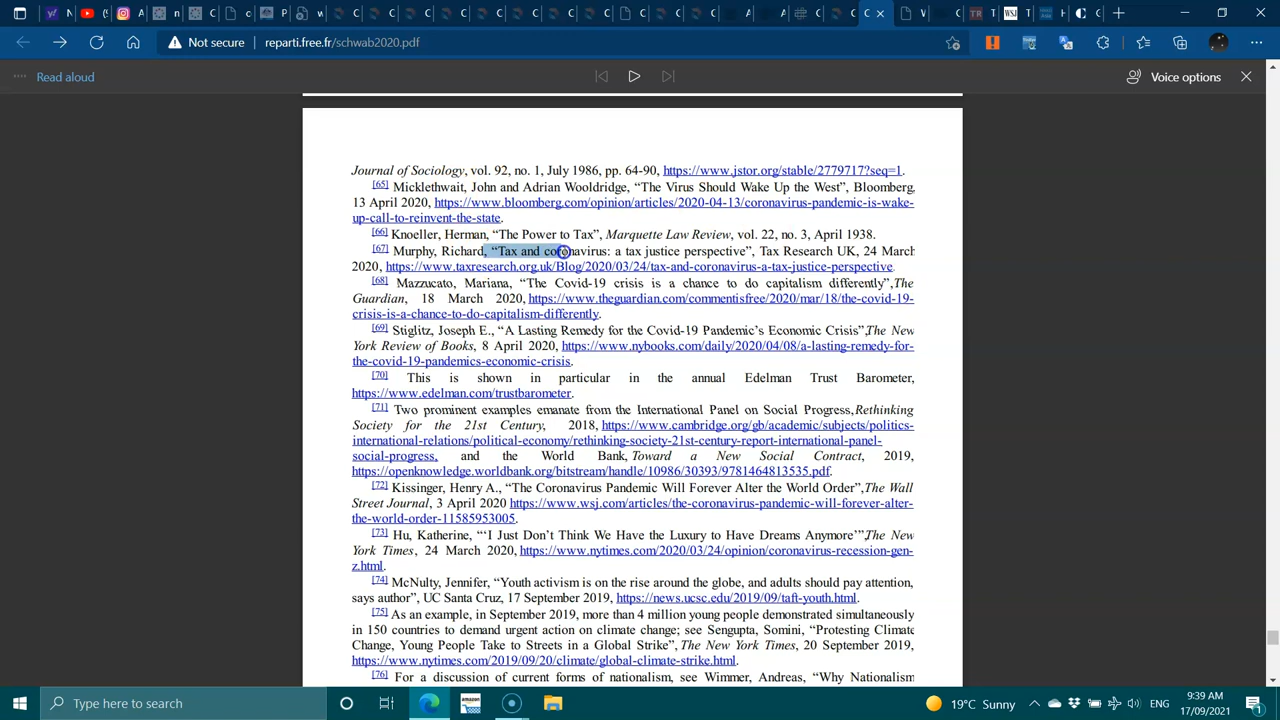 Not secure
reparti.free.fr/schwab2020.pdf
Read aloud
Voice options
Journal of Sociology, vol. 92, no. 1, July 1986, pp. 64-90, https://www.jstor.org/stable/2779717?seq=1.
[65] Micklethwait, John and Adrian Wooldridge, “The Virus Should Wake Up the West”, Bloomberg,
13 April 2020, https://www.bloomberg.com/opinion/articles/2020-04-13/coronavirus-pandemic-is-wake-
up-call-to-reinvent-the-state.
[66] Knoeller, Herman, “The Power to Tax”, Marquette Law Review, vol. 22, no. 3, April 1938.
[67] Murphy, Richard, “Tax and coronavirus: a tax justice perspective”, Tax Research UK, 24 March
2020, https://www.taxresearch.org.uk/Blog/2020/03/24/tax-and-coronavirus-a-tax-justice-perspective.
[68] Mazzucato, Mariana, “The Covid-19 crisis is a chance to do capitalism differently”,The
Guardian, 18 March 2020, https://www.theguardian.com/commentisfree/2020/mar/18/the-covid-19-
crisis-is-a-chance-to-do-capitalism-differently.
[69] Stiglitz, Joseph E., “A Lasting Remedy for the Covid-19 Pandemic’s Economic Crisis”,The New
York Review of Books, 8 April 2020, https://www.nybooks.com/daily/2020/04/08/a-lasting-remedy-for-
the-covid-19-pandemics-economic-crisis.
[70] This is shown in particular in the annual Edelman Trust Barometer,
https://www.edelman.com/trustbarometer.
[71] Two prominent examples emanate from the International Panel on Social Progress,Rethinking
Society for the 21st Century, 2018, https://www.cambridge.org/gb/academic/subjects/politics-
international-relations/political-economy/rethinking-society-21st-century-report-international-panel-
social-progress, and the World Bank, Toward a New Social Contract, 2019,
https://openknowledge.worldbank.org/bitstream/handle/10986/30393/9781464813535.pdf.
[72] Kissinger, Henry A., “The Coronavirus Pandemic Will Forever Alter the World Order”,The Wall
Street Journal, 3 April 2020 https://www.wsj.com/articles/the-coronavirus-pandemic-will-forever-alter-
the-world-order-11585953005.
[73] Hu, Katherine, “‘I Just Don’t Think We Have the Luxury to Have Dreams Anymore’”,The New
York Times, 24 March 2020, https://www.nytimes.com/2020/03/24/opinion/coronavirus-recession-gen-
z.html.
[74] McNulty, Jennifer, “Youth activism is on the rise around the globe, and adults should pay attention,
says author”, UC Santa Cruz, 17 September 2019, https://news.ucsc.edu/2019/09/taft-youth.html.
[75] As an example, in September 2019, more than 4 million young people demonstrated simultaneously
in 150 countries to demand urgent action on climate change; see Sengupta, Somini, “Protesting Climate
Change, Young People Take to Streets in a Global Strike”, The New York Times, 20 September 2019,
https://www.nytimes.com/2019/09/20/climate/global-climate-strike.html.
[76] For a discussion of current forms of nationalism, see Wimmer, Andreas, “Why Nationalism
Type here to search
19°C Sunny
9:39 AM
17/09/2021